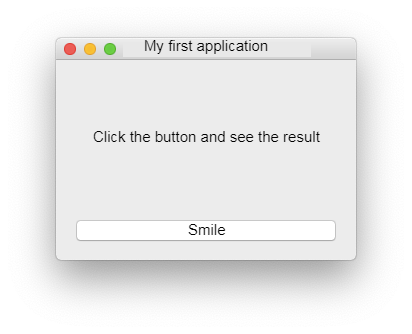 My first application
Click the button and see the result
Smile